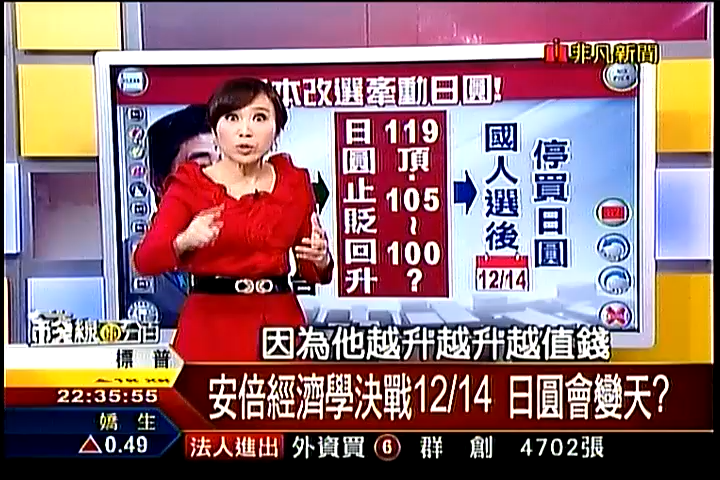 非凡新聞
本改選牽動日圓!
日圓止貶回升
119
頂.
105
~
100
?
國人選後
12/14
停買日圓
因為他越升越升越值錢
標普
安倍經濟學決戰12/14 日圓會變天?
22:35:55
嬌生
△0.49
法人進出 外資買 6 群創 4702張